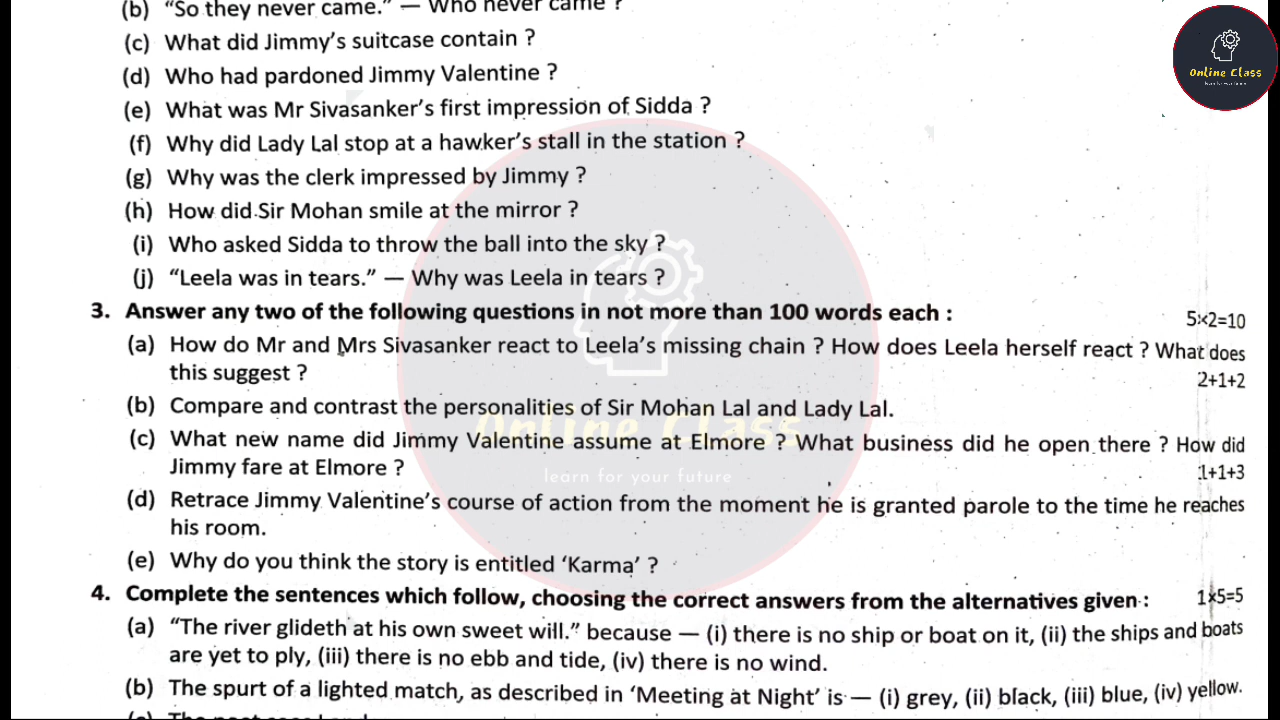 (b) “So they never came.” — Who never came ?
(c) What did Jimmy’s suitcase contain ?
(d) Who had pardoned Jimmy Valentine ?
(e) What was Mr Sivasanker’s first impression of Sidda ?
(f) Why did Lady Lal stop at a hawker’s stall in the station ?
(g) Why was the clerk impressed by Jimmy ?
(h) How did Sir Mohan smile at the mirror ?
(i) Who asked Sidda to throw the ball into the sky ?
(j) “Leela was in tears.” — Why was Leela in tears ?
3. Answer any two of the following questions in not more than 100 words each : 5×2=10
(a) How do Mr and Mrs Sivasanker react to Leela’s missing chain ? How does Leela herself react ? What does
this suggest ? 2+1+2
(b) Compare and contrast the personalities of Sir Mohan Lal and Lady Lal.
(c) What new name did Jimmy Valentine assume at Elmore ? What business did he open there ? How did
Jimmy fare at Elmore ? 1+1+3
(d) Retrace Jimmy Valentine’s course of action from the moment he is granted parole to the time he reaches
his room.
(e) Why do you think the story is entitled ‘Karma’ ?
4. Complete the sentences which follow, choosing the correct answers from the alternatives given : 1×5=5
(a) “The river glideth at his own sweet will.” because — (i) there is no ship or boat on it, (ii) the ships and boats
are yet to ply, (iii) there is no ebb and tide, (iv) there is no wind.
(b) The spurt of a lighted match, as described in ‘Meeting at Night’ is — (i) grey, (ii) black, (iii) blue, (iv) yellow.
Online Class
Online Class
learn for your future